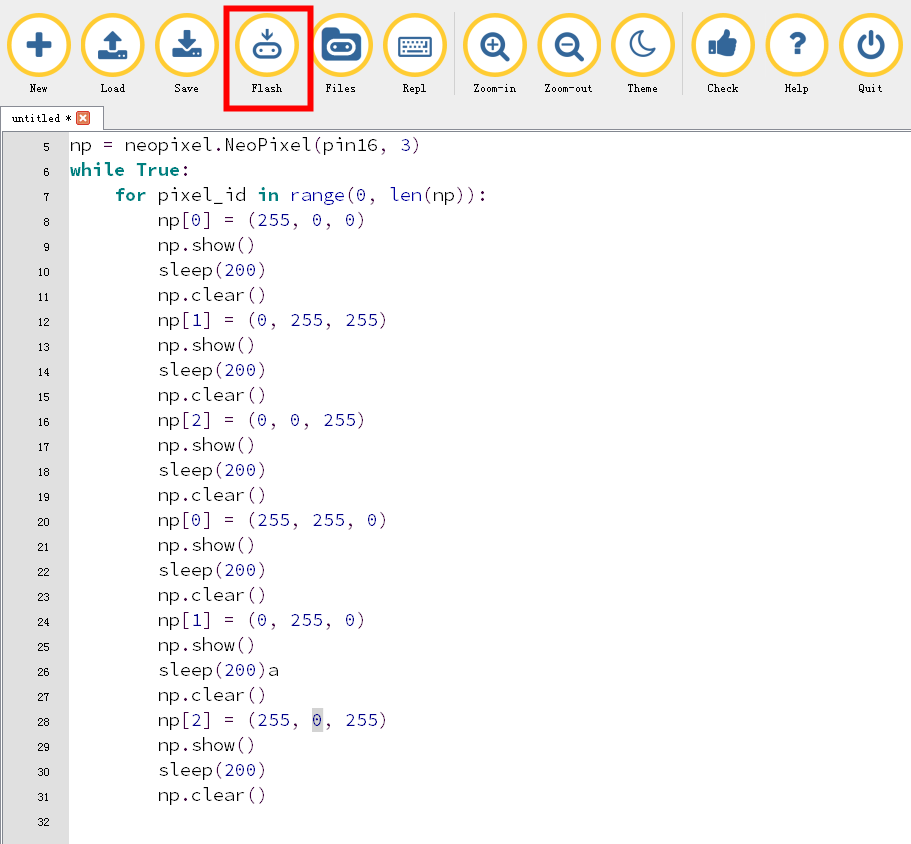 New Load Save Flash Files Repl Zoom-in Zoom-out Theme Check Help Quit
untitled *
5 np = neopixel.NeoPixel(pin16, 3)
6 while True:
7     for pixel_id in range(0, len(np)):
8         np[0] = (255, 0, 0)
9         np.show()
10         sleep(200)
11         np.clear()
12         np[1] = (0, 255, 255)
13         np.show()
14         sleep(200)
15         np.clear()
16         np[2] = (0, 0, 255)
17         np.show()
18         sleep(200)
19         np.clear()
20         np[0] = (255, 255, 0)
21         np.show()
22         sleep(200)
23         np.clear()
24         np[1] = (0, 255, 0)
25         np.show()
26         sleep(200)a
27         np.clear()
28         np[2] = (255, 0, 255)
29         np.show()
30         sleep(200)
31         np.clear()
32